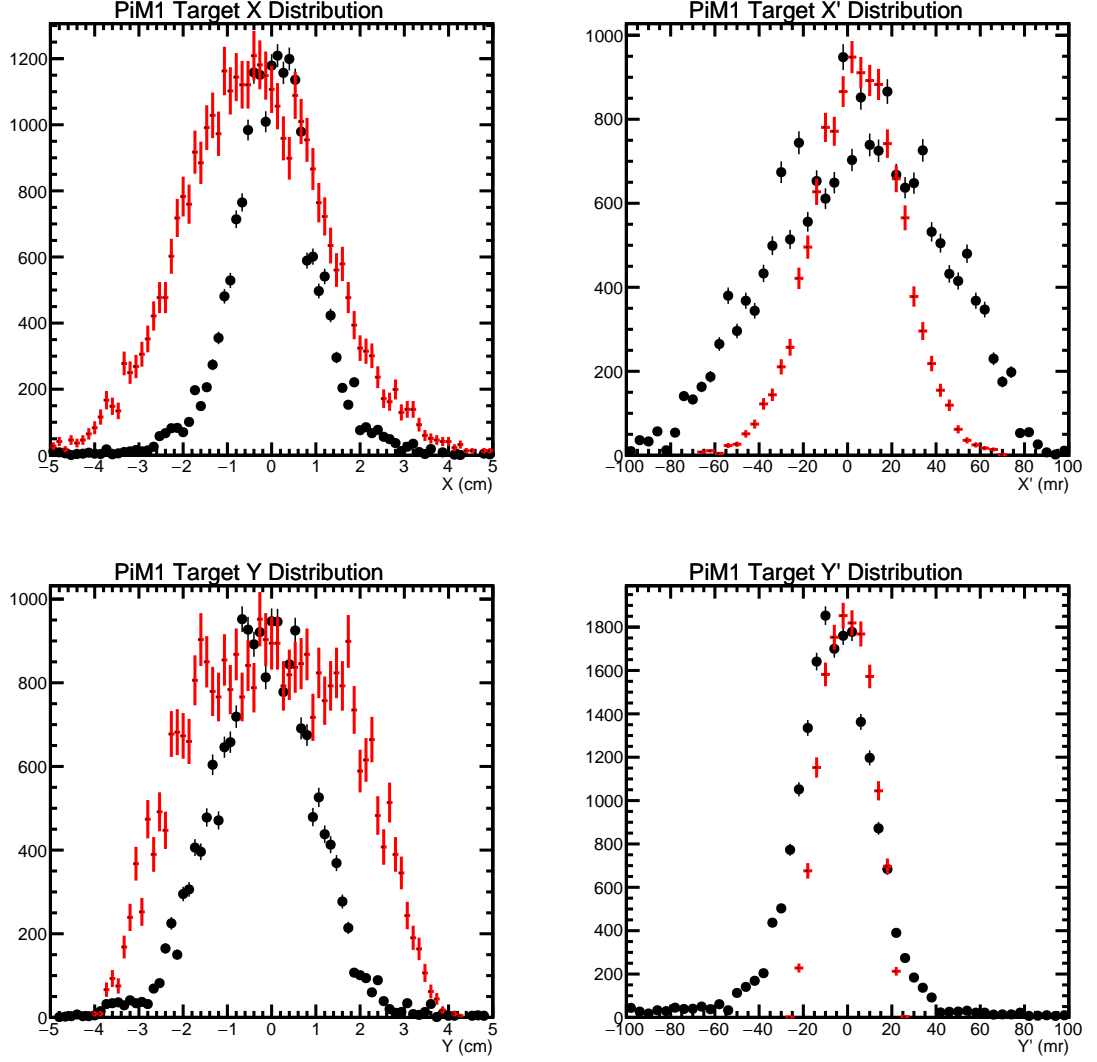 PiM1 Target X Distribution
1200
1000
800
600
400
200
0
−5 −4 −3 −2 −1 0 1 2 3 4 5
X (cm)
PiM1 Target X' Distribution
1000
800
600
400
200
0
−100 −80 −60 −40 −20 0 20 40 60 80 100
X' (mr)
PiM1 Target Y Distribution
1000
800
600
400
200
0
−5 −4 −3 −2 −1 0 1 2 3 4 5
Y (cm)
PiM1 Target Y' Distribution
1800
1600
1400
1200
1000
800
600
400
200
0
−100 −80 −60 −40 −20 0 20 40 60 80 100
Y' (mr)